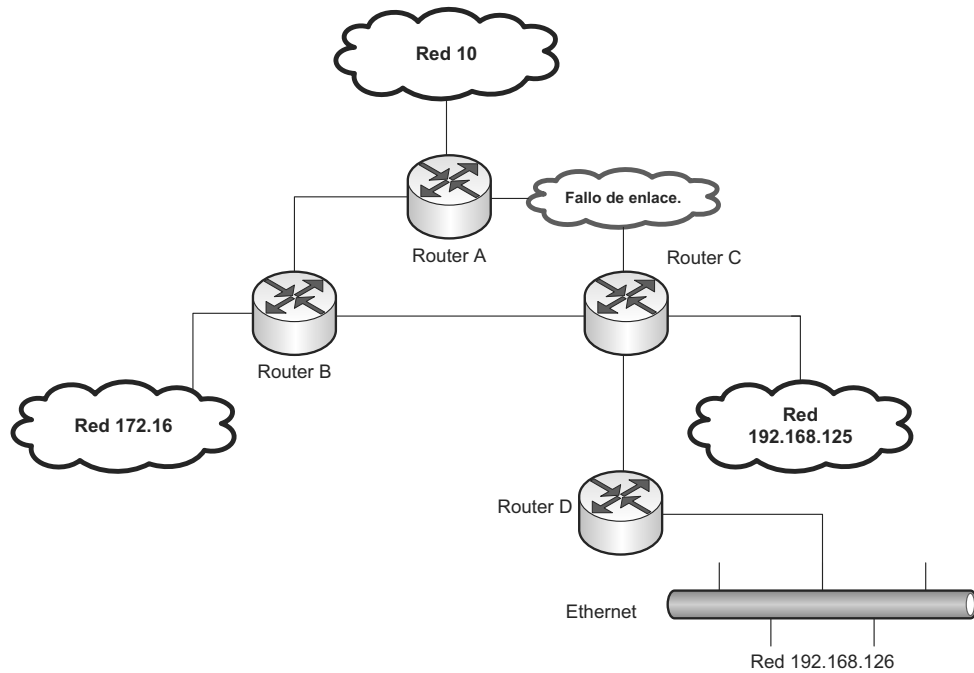 Red 10
Fallo de enlace.
Router A
Router C
Router B
Red 172.16
Red
192.168.125
Router D
Ethernet
Red 192.168.126